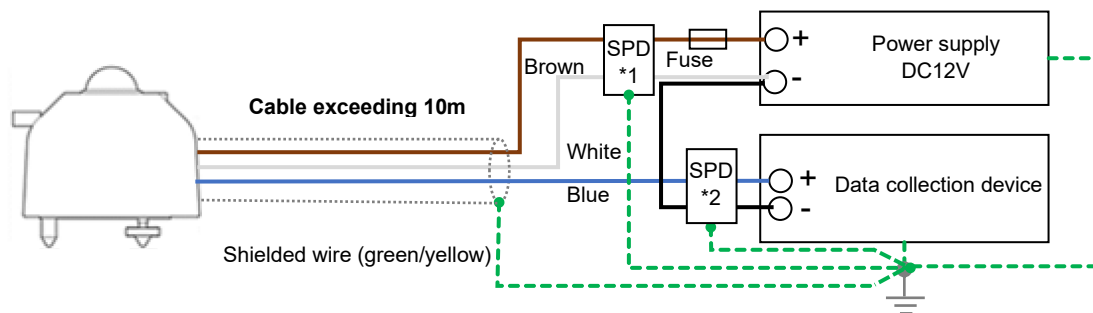 SPD
*1
Fuse
+
-
Power supply
DC12V
Brown
Cable exceeding 10m
White
Blue
SPD
*2
+
-
Data collection device
Shielded wire (green/yellow)